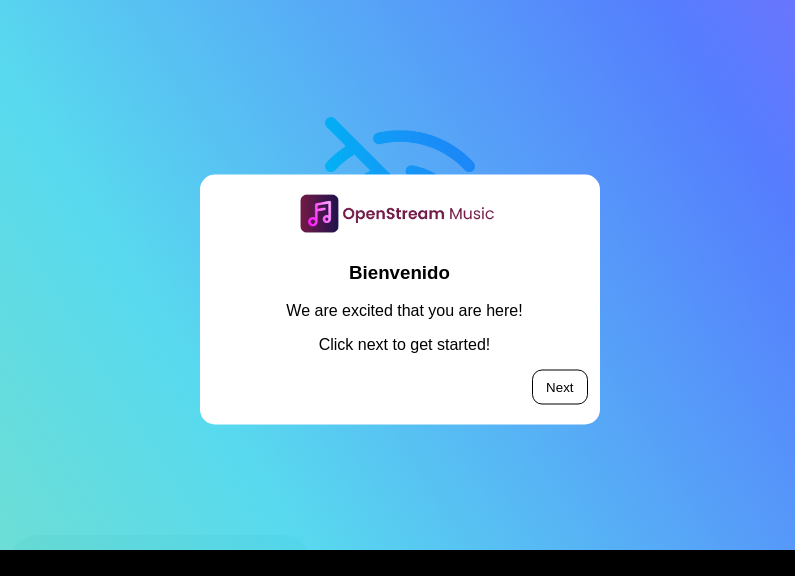 OpenStream Music
Bienvenido
We are excited that you are here!
Click next to get started!
Next